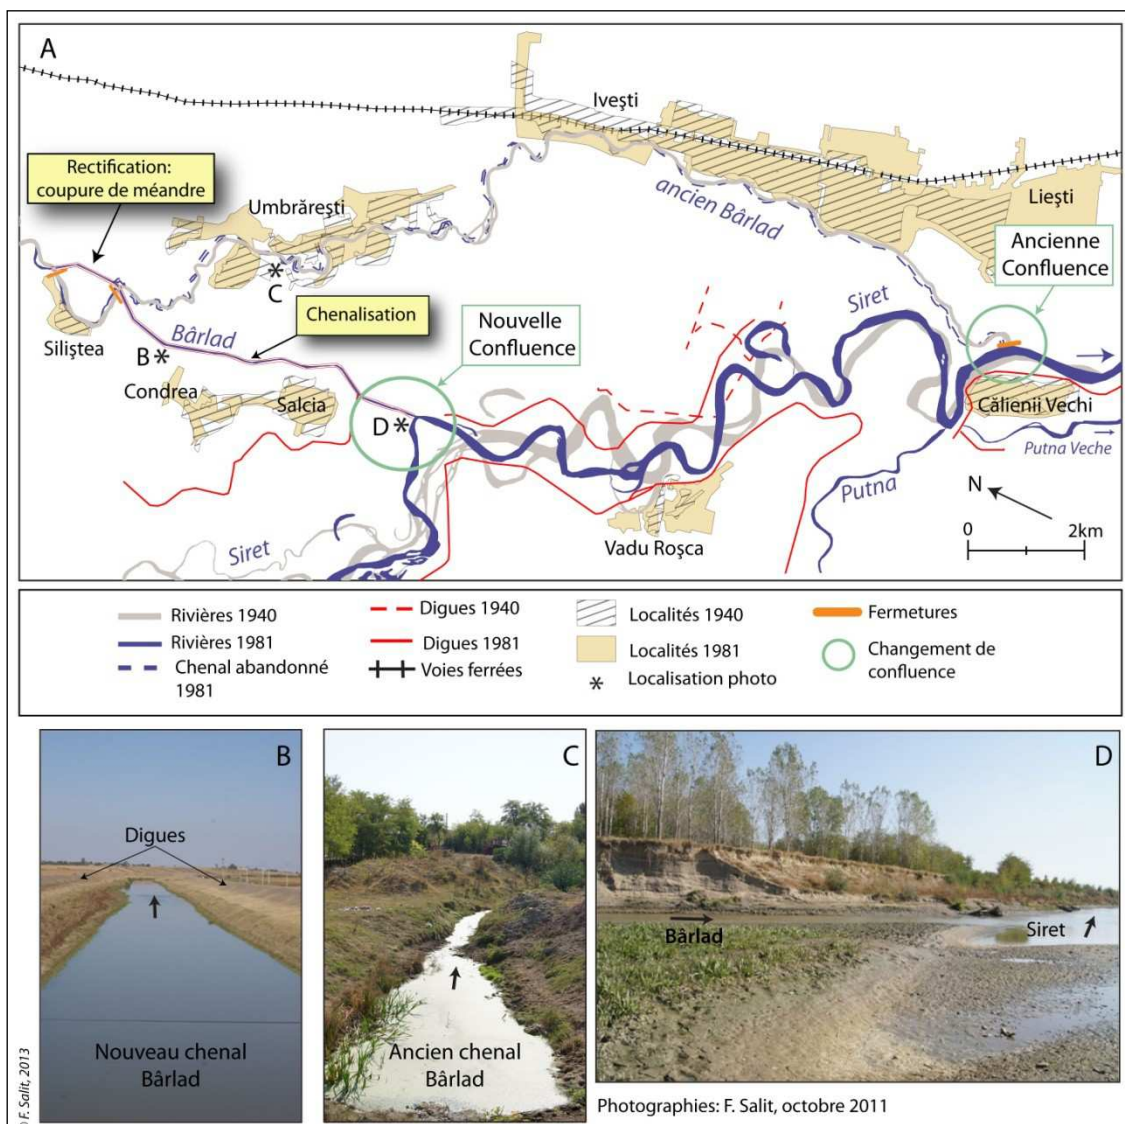 A
Iveşti
Rectification:
coupure de méandre
Umbrăreşti
ancien Bârlad
Lieşti
Ancienne
Confluence
C
Chenalisation
Siret
Nouvelle
Confluence
Bârlad
Siliştea
B
Condrea
Salcia
D
Călienii Vechi
Putna Veche
Putna
N
0
2km
Siret
Vadu Roşca
Rivières 1940
Rivières 1981
Chenal abandonné
1981
Digues 1940
Digues 1981
Voies ferrées
Localités 1940
Localités 1981
* Localisation photo
Fermetures
Changement de
confluence
B
Digues
Nouveau chenal
Bârlad
C
Ancien chenal
Bârlad
D
Bârlad
Siret
F. Salit, 2013
Photographies: F. Salit, octobre 2011